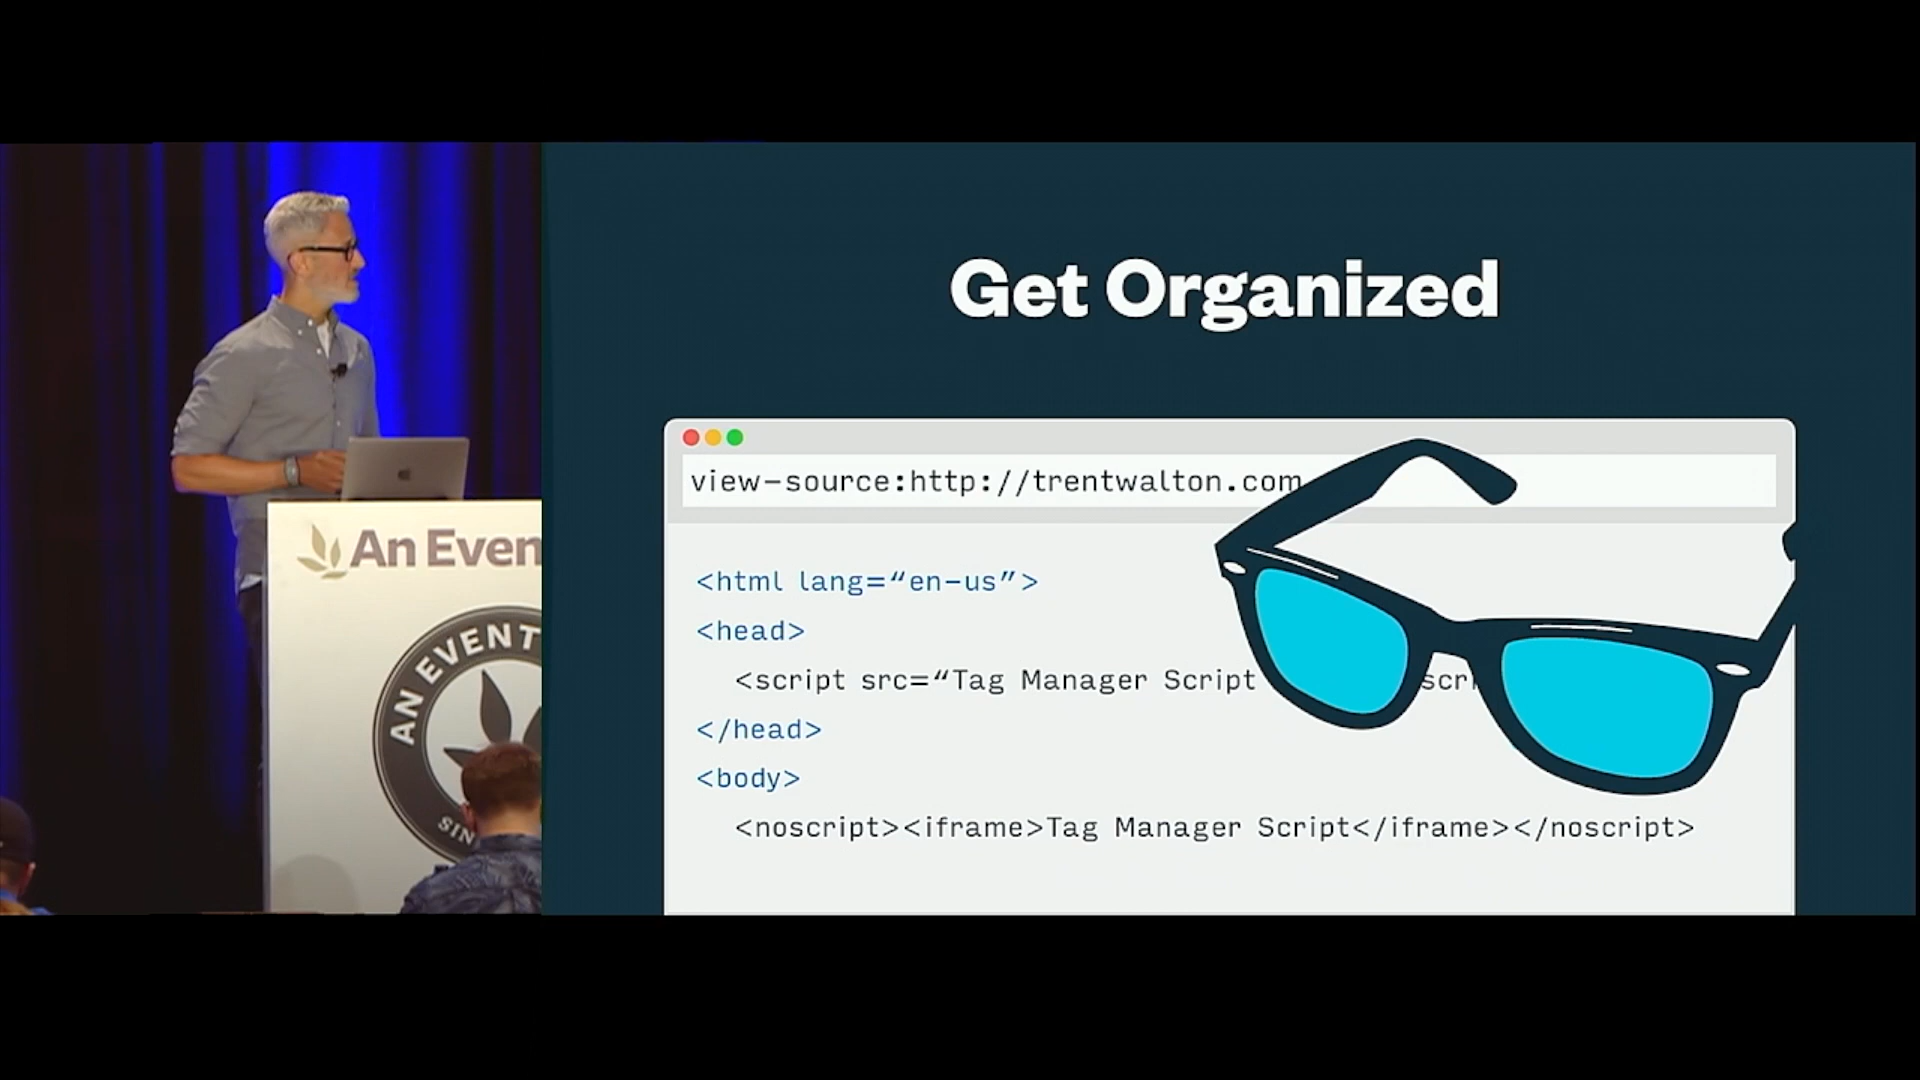 Get Organized
view-source:http://trentwalton.com
<html lang=“en-us”>
<head>
<script src=“Tag Manager Script
</head>
<body>
<noscript><iframe>Tag Manager Script</iframe></noscript>
An Even
AN EVENT